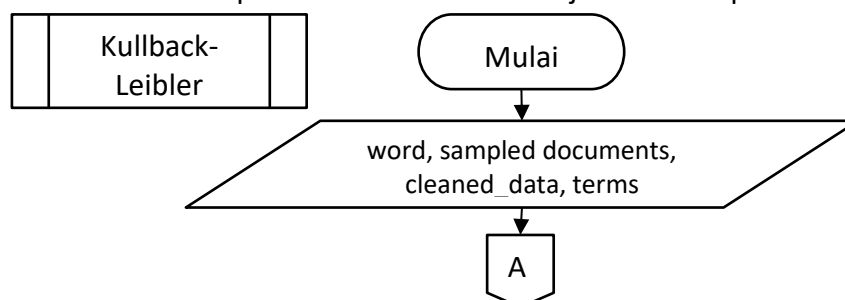 Kullback-
Leibler
Mulai
word, sampled documents,
cleaned_data, terms
A